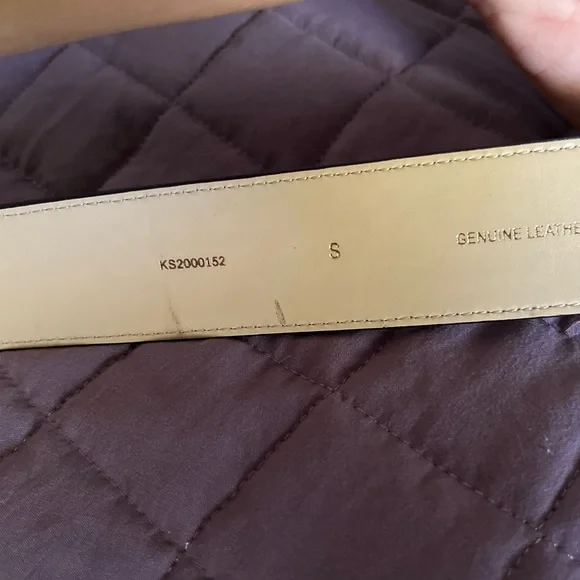 KS2000152 S GENUINE LEATHE